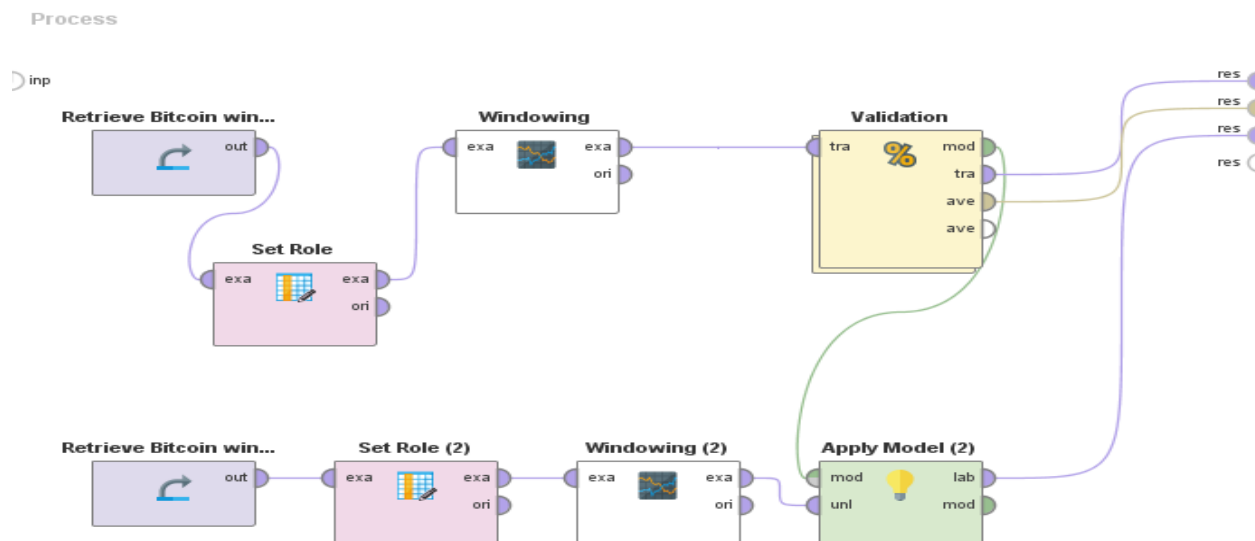 Process
inp
res
res
res
res
Retrieve Bitcoin win...
out
Windowing
exa exa
ori
Validation
tra mod
tra
ave
ave
Set Role
exa exa
ori
Retrieve Bitcoin win...
out
Set Role (2)
exa exa
ori
Windowing (2)
exa exa
ori
Apply Model (2)
mod lab
unl mod